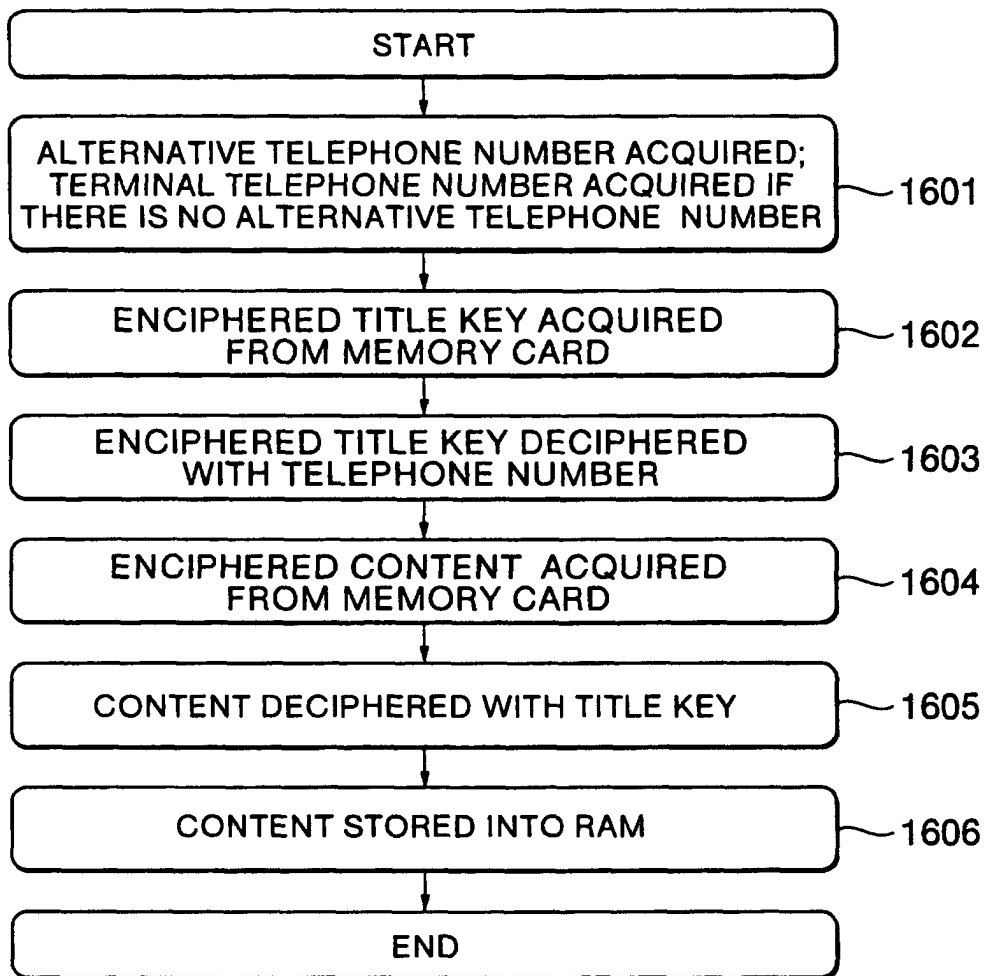 START
ALTERNATIVE TELEPHONE NUMBER ACQUIRED;
TERMINAL TELEPHONE NUMBER ACQUIRED IF
THERE IS NO ALTERNATIVE TELEPHONE NUMBER
1601
ENCIPHERED TITLE KEY ACQUIRED
FROM MEMORY CARD
1602
ENCIPHERED TITLE KEY DECIPHERED
WITH TELEPHONE NUMBER
1603
ENCIPHERED CONTENT ACQUIRED
FROM MEMORY CARD
1604
CONTENT DECIPHERED WITH TITLE KEY
1605
CONTENT STORED INTO RAM
1606
END